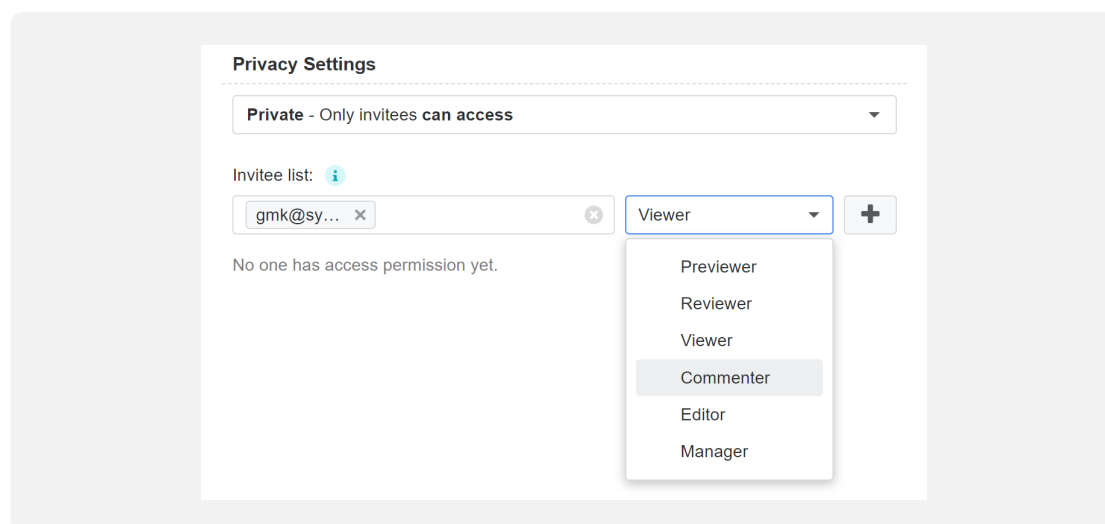 Privacy Settings
Private - Only invitees can access
Invitee list: i
gmk@sy... ×
Viewer
No one has access permission yet.
Previewer
Reviewer
Viewer
Commenter
Editor
Manager